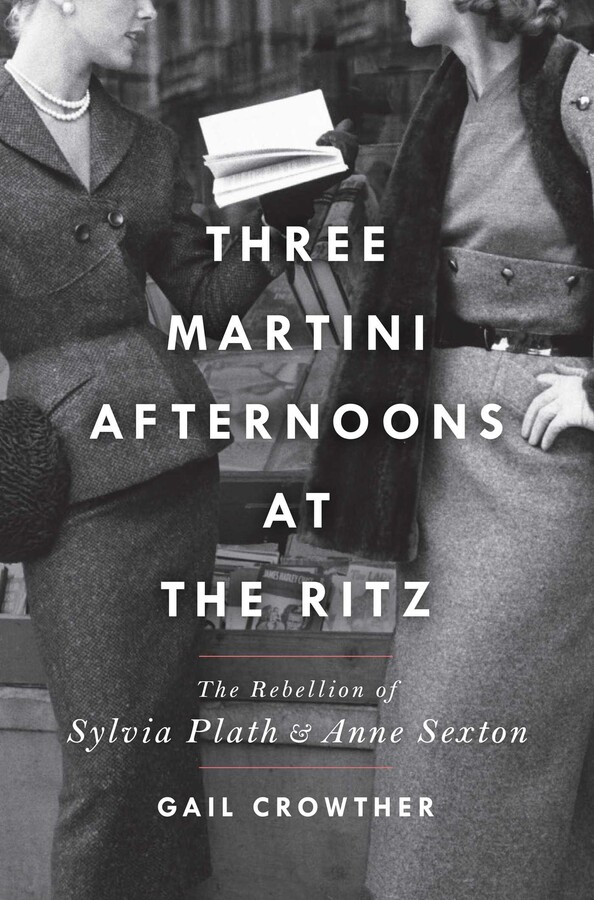 THREE
MARTINI
AFTERNOONS
AT
THE RITZ
The Rebellion of
Sylvia Plath & Anne Sexton
GAIL CROWTHER